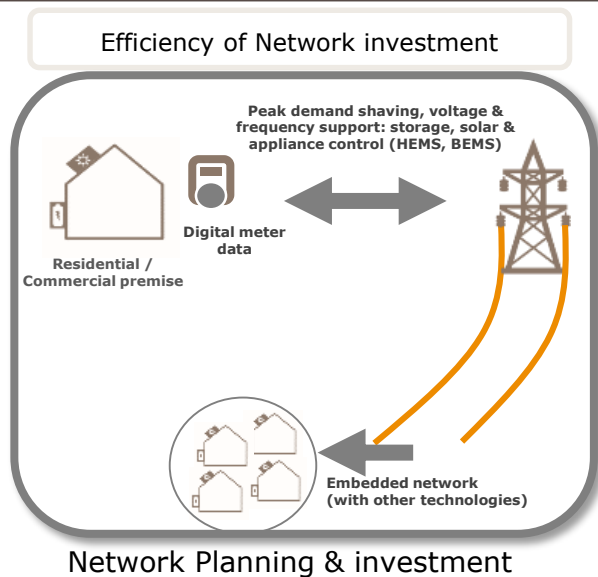 Efficiency of Network investment
Peak demand shaving, voltage &
frequency support: storage, solar &
appliance control (HEMS, BEMS)
Digital meter
data
Residential /
Commercial premise
Embedded network
(with other technologies)
Network Planning & investment